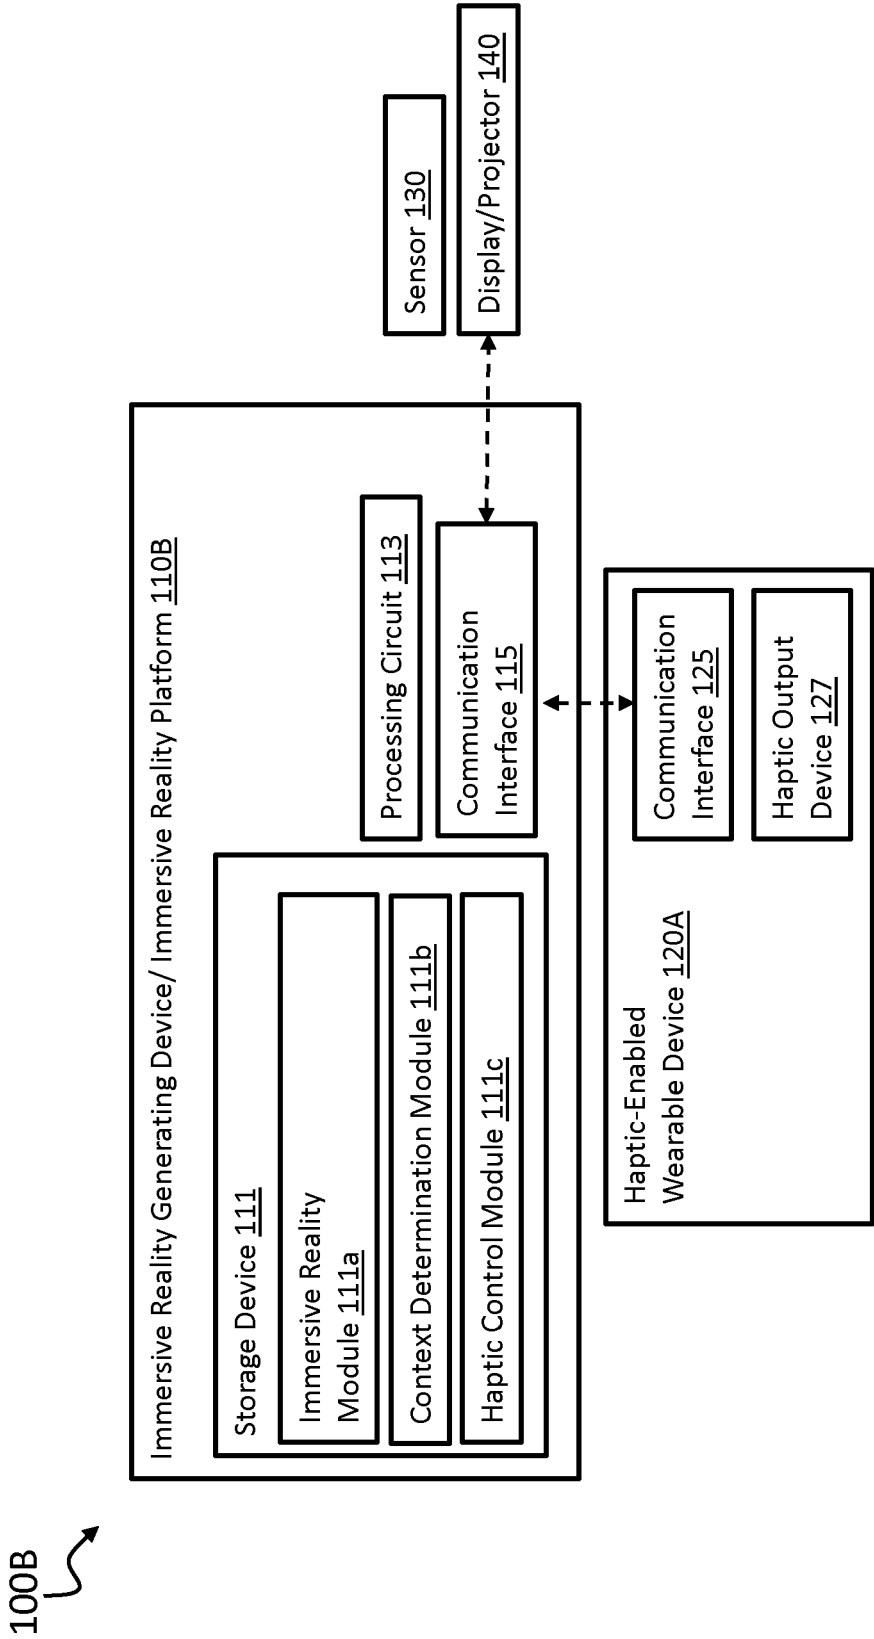 100B
Immersive Reality Generating Device/ Immersive Reality Platform 110B
Storage Device 111
Immersive Reality
Module 111a
Context Determination Module 111b
Haptic Control Module 111c
Processing Circuit 113
Communication
Interface 115
Sensor 130
Display/Projector 140
Haptic-Enabled
Wearable Device 120A
Communication
Interface 125
Haptic Output
Device 127